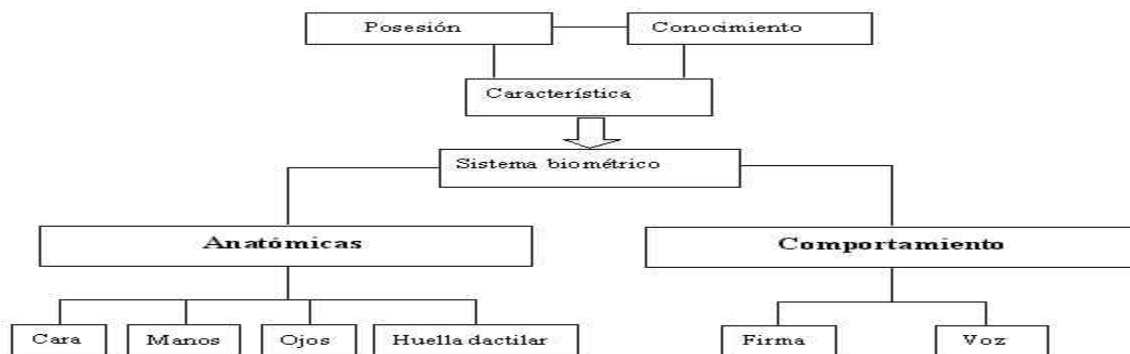 Posesión
Conocimiento
Característica
Sistema biométrico
Anatómicas
Comportamiento
Cara
Manos
Ojos
Huella dactilar
Firma
Voz